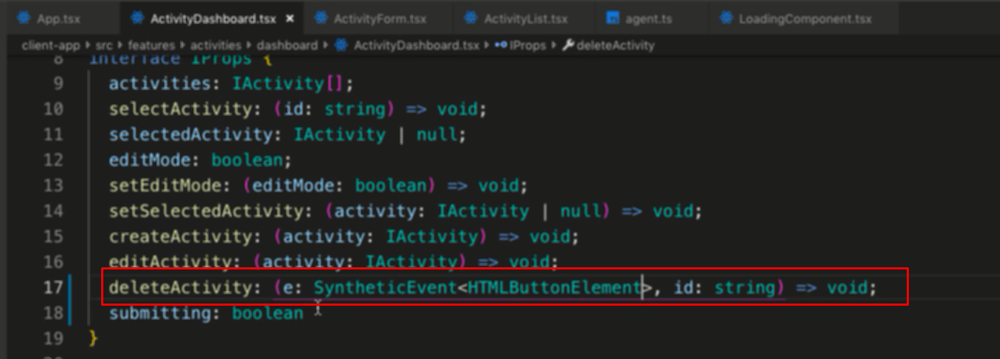 App.tsx ActivityDashboard.tsx × ActivityForm.tsx ActivityList.tsx TS agent.ts LoadingComponent.tsx
client-app › src › features › activities › dashboard › ActivityDashboard.tsx › IProps › deleteActivity
8 interface IProps {
9 activities: IActivity[];
10 selectActivity: (id: string) => void;
11 selectedActivity: IActivity | null;
12 editMode: boolean;
13 setEditMode: (editMode: boolean) => void;
14 setSelectedActivity: (activity: IActivity | null) => void;
15 createActivity: (activity: IActivity) => void;
16 editActivity: (activity: IActivity) => void;
17 deleteActivity: (e: SyntheticEvent<HTMLButtonElement>, id: string) => void;
18 submitting: boolean
19 }